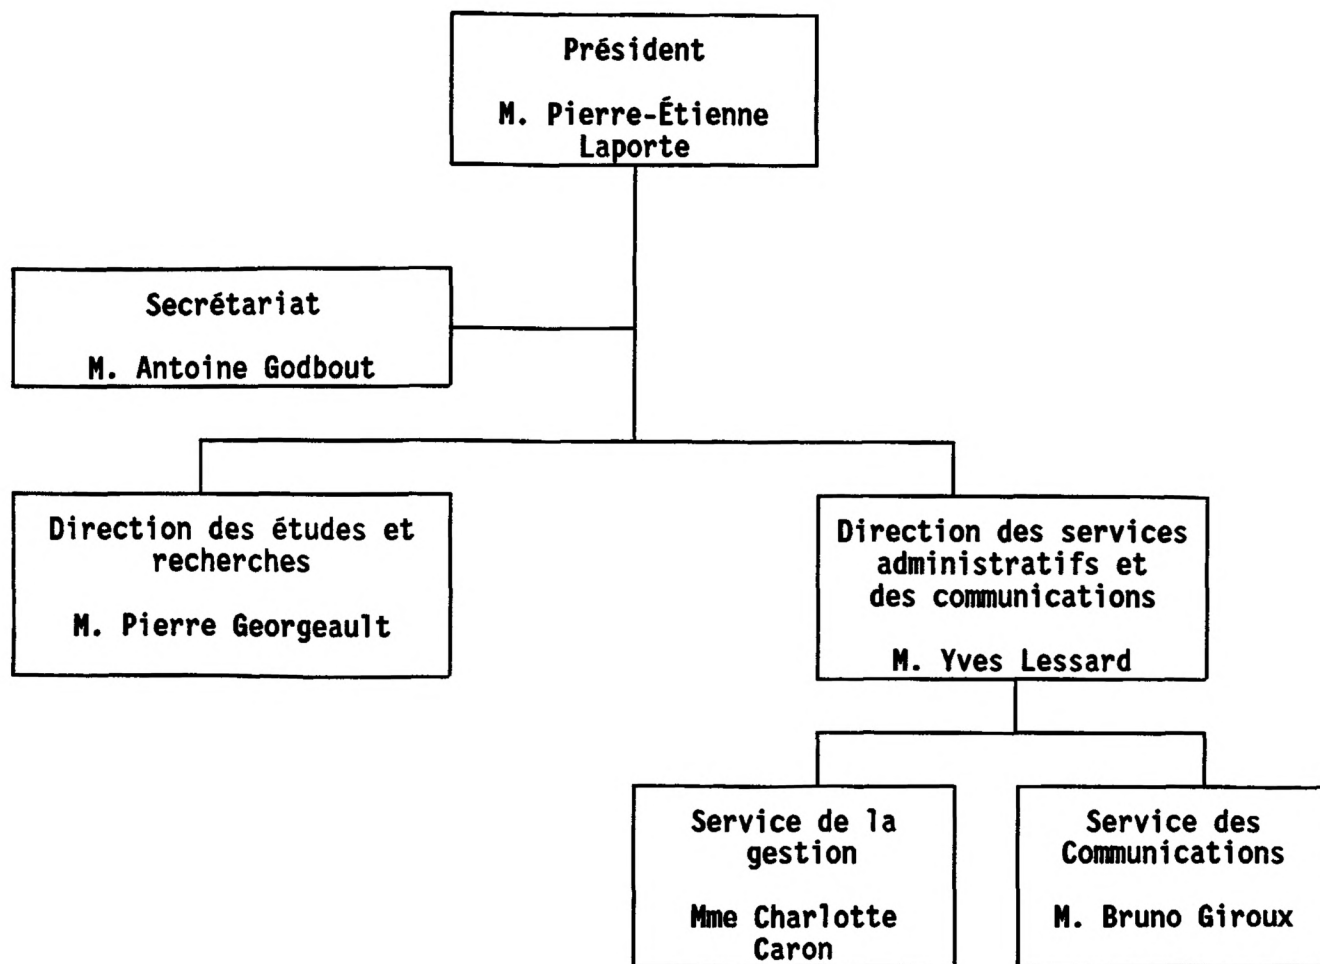 Président
M. Pierre-Étienne
Laporte
Secrétariat
M. Antoine Godbout
Direction des études et
recherches
M. Pierre Georgeault
Direction des services
administratifs et
des communications
M. Yves Lessard
Service de la
gestion
Mme Charlotte
Caron
Service des
Communications
M. Bruno Giroux